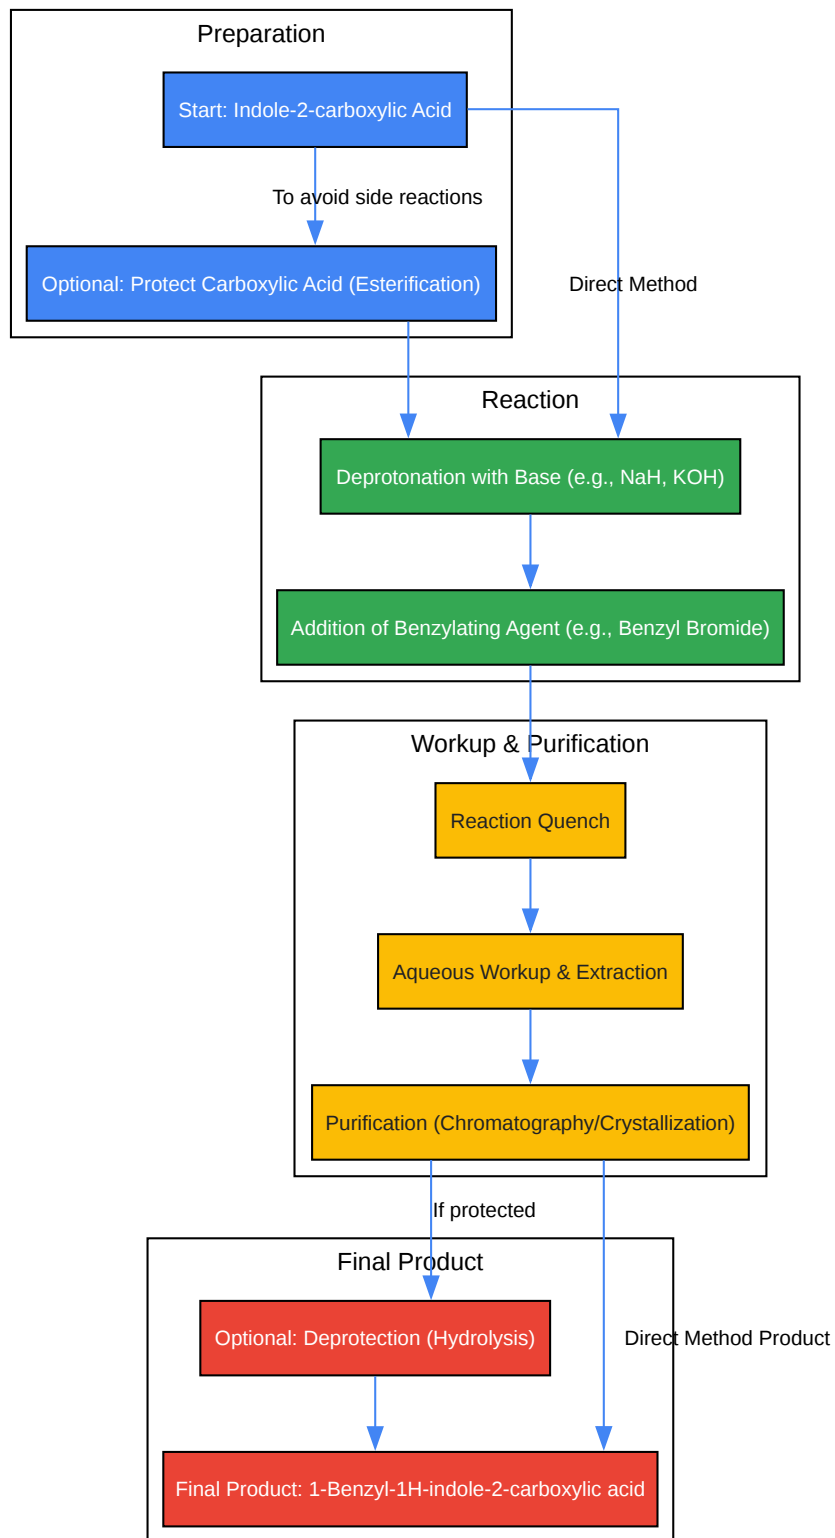 Preparation
Start: Indole-2-carboxylic Acid
To avoid side reactions
Optional: Protect Carboxylic Acid (Esterification)
Direct Method
Reaction
Deprotonation with Base (e.g., NaH, KOH)
Addition of Benzylating Agent (e.g., Benzyl Bromide)
Workup & Purification
Reaction Quench
Aqueous Workup & Extraction
Purification (Chromatography/Crystallization)
If protected
Final Product
Optional: Deprotection (Hydrolysis)
Direct Method Product
Final Product: 1-Benzyl-1H-indole-2-carboxylic acid